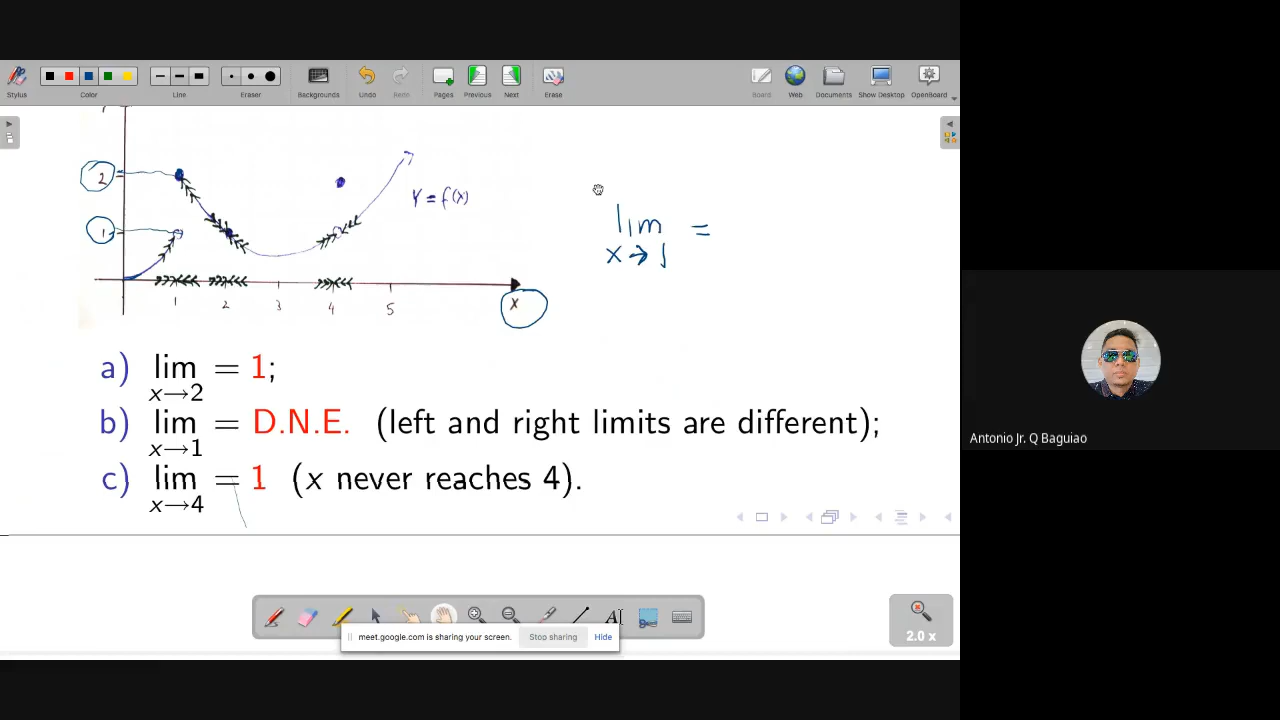 Stylus
Color
Line
Eraser
Backgrounds
Undo
Redo
Pages
Previous
Next
Erase
Board
Web
Documents
Show Desktop
OpenBoard
2
1
Y = f(x)
1 2 3 4 5 x
lim =
x → 1
a) lim = 1;
x→2
b) lim = D.N.E. (left and right limits are different);
x→1
c) lim = 1 (x never reaches 4).
x→4
meet.google.com is sharing your screen. Stop sharing Hide
2.0 x
Antonio Jr. Q Baguiao